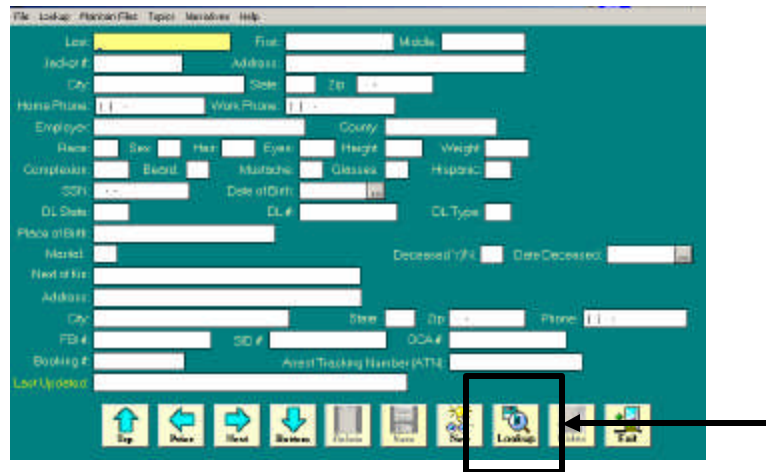 File Lookup Maintain Files Topics Narratives Help
Last: First: Middle:
Jacket #: Address:
City: State: Zip: - -
Home Phone: ( ) - Work Phone: ( ) -
Employer: County:
Race: Sex: Hair: Eyes: Height: Weight:
Complexion: Beard: Mustache: Glasses: Hispanic:
SSN: - - Date of Birth: ...
DL State: DL #: DL Type:
Place of Birth:
Marital: Deceased Y/N: Date Deceased: ...
Next of Kin:
Address:
City: State: Zip: - - Phone: ( ) -
FBI #: SID #: OCA #:
Booking #: Arrest Tracking Number (ATN):
Last Updated:
Top Prior Next Bottom Delete Save New Lookup Exit